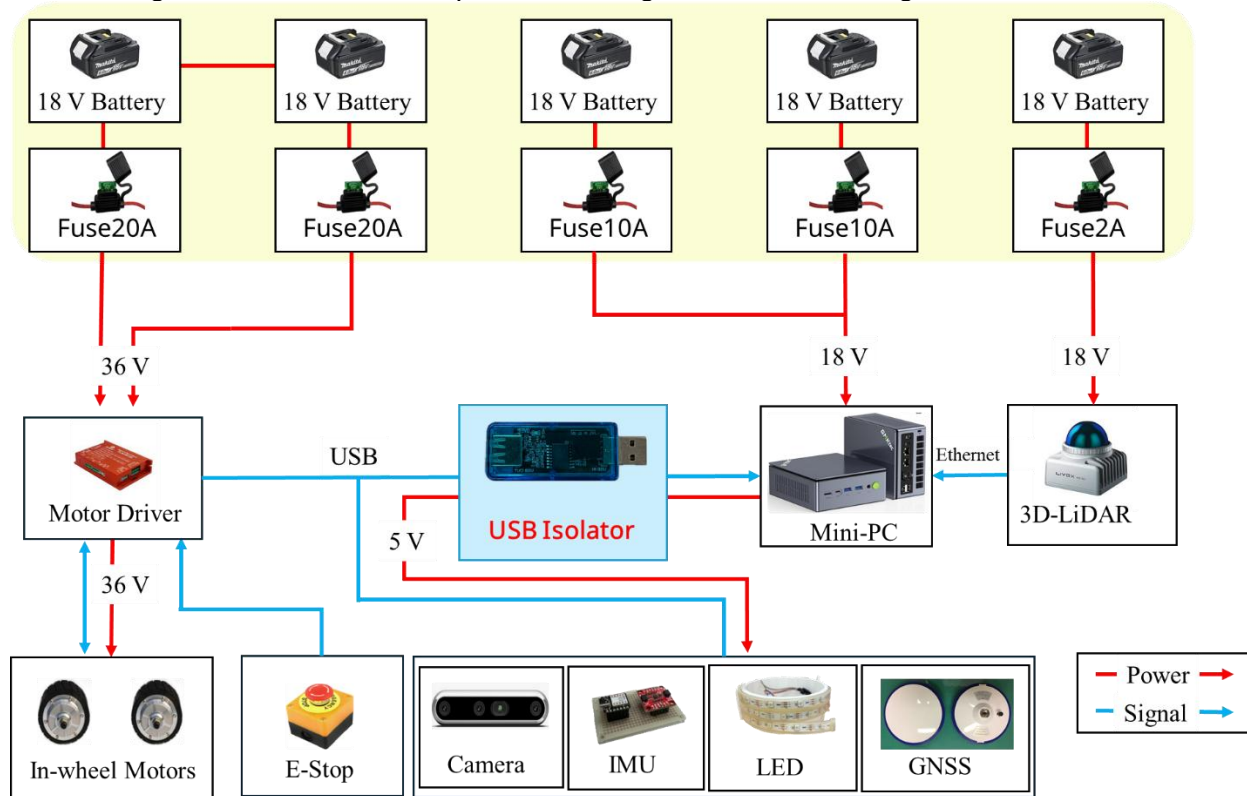 18 V Battery
18 V Battery
18 V Battery
18 V Battery
18 V Battery
Fuse20A
Fuse20A
Fuse10A
Fuse10A
Fuse2A
36 V
18 V
18 V
USB
Ethernet
Motor Driver
USB Isolator
Mini-PC
3D-LiDAR
5 V
36 V
Power
Signal
In-wheel Motors
E-Stop
Camera
IMU
LED
GNSS